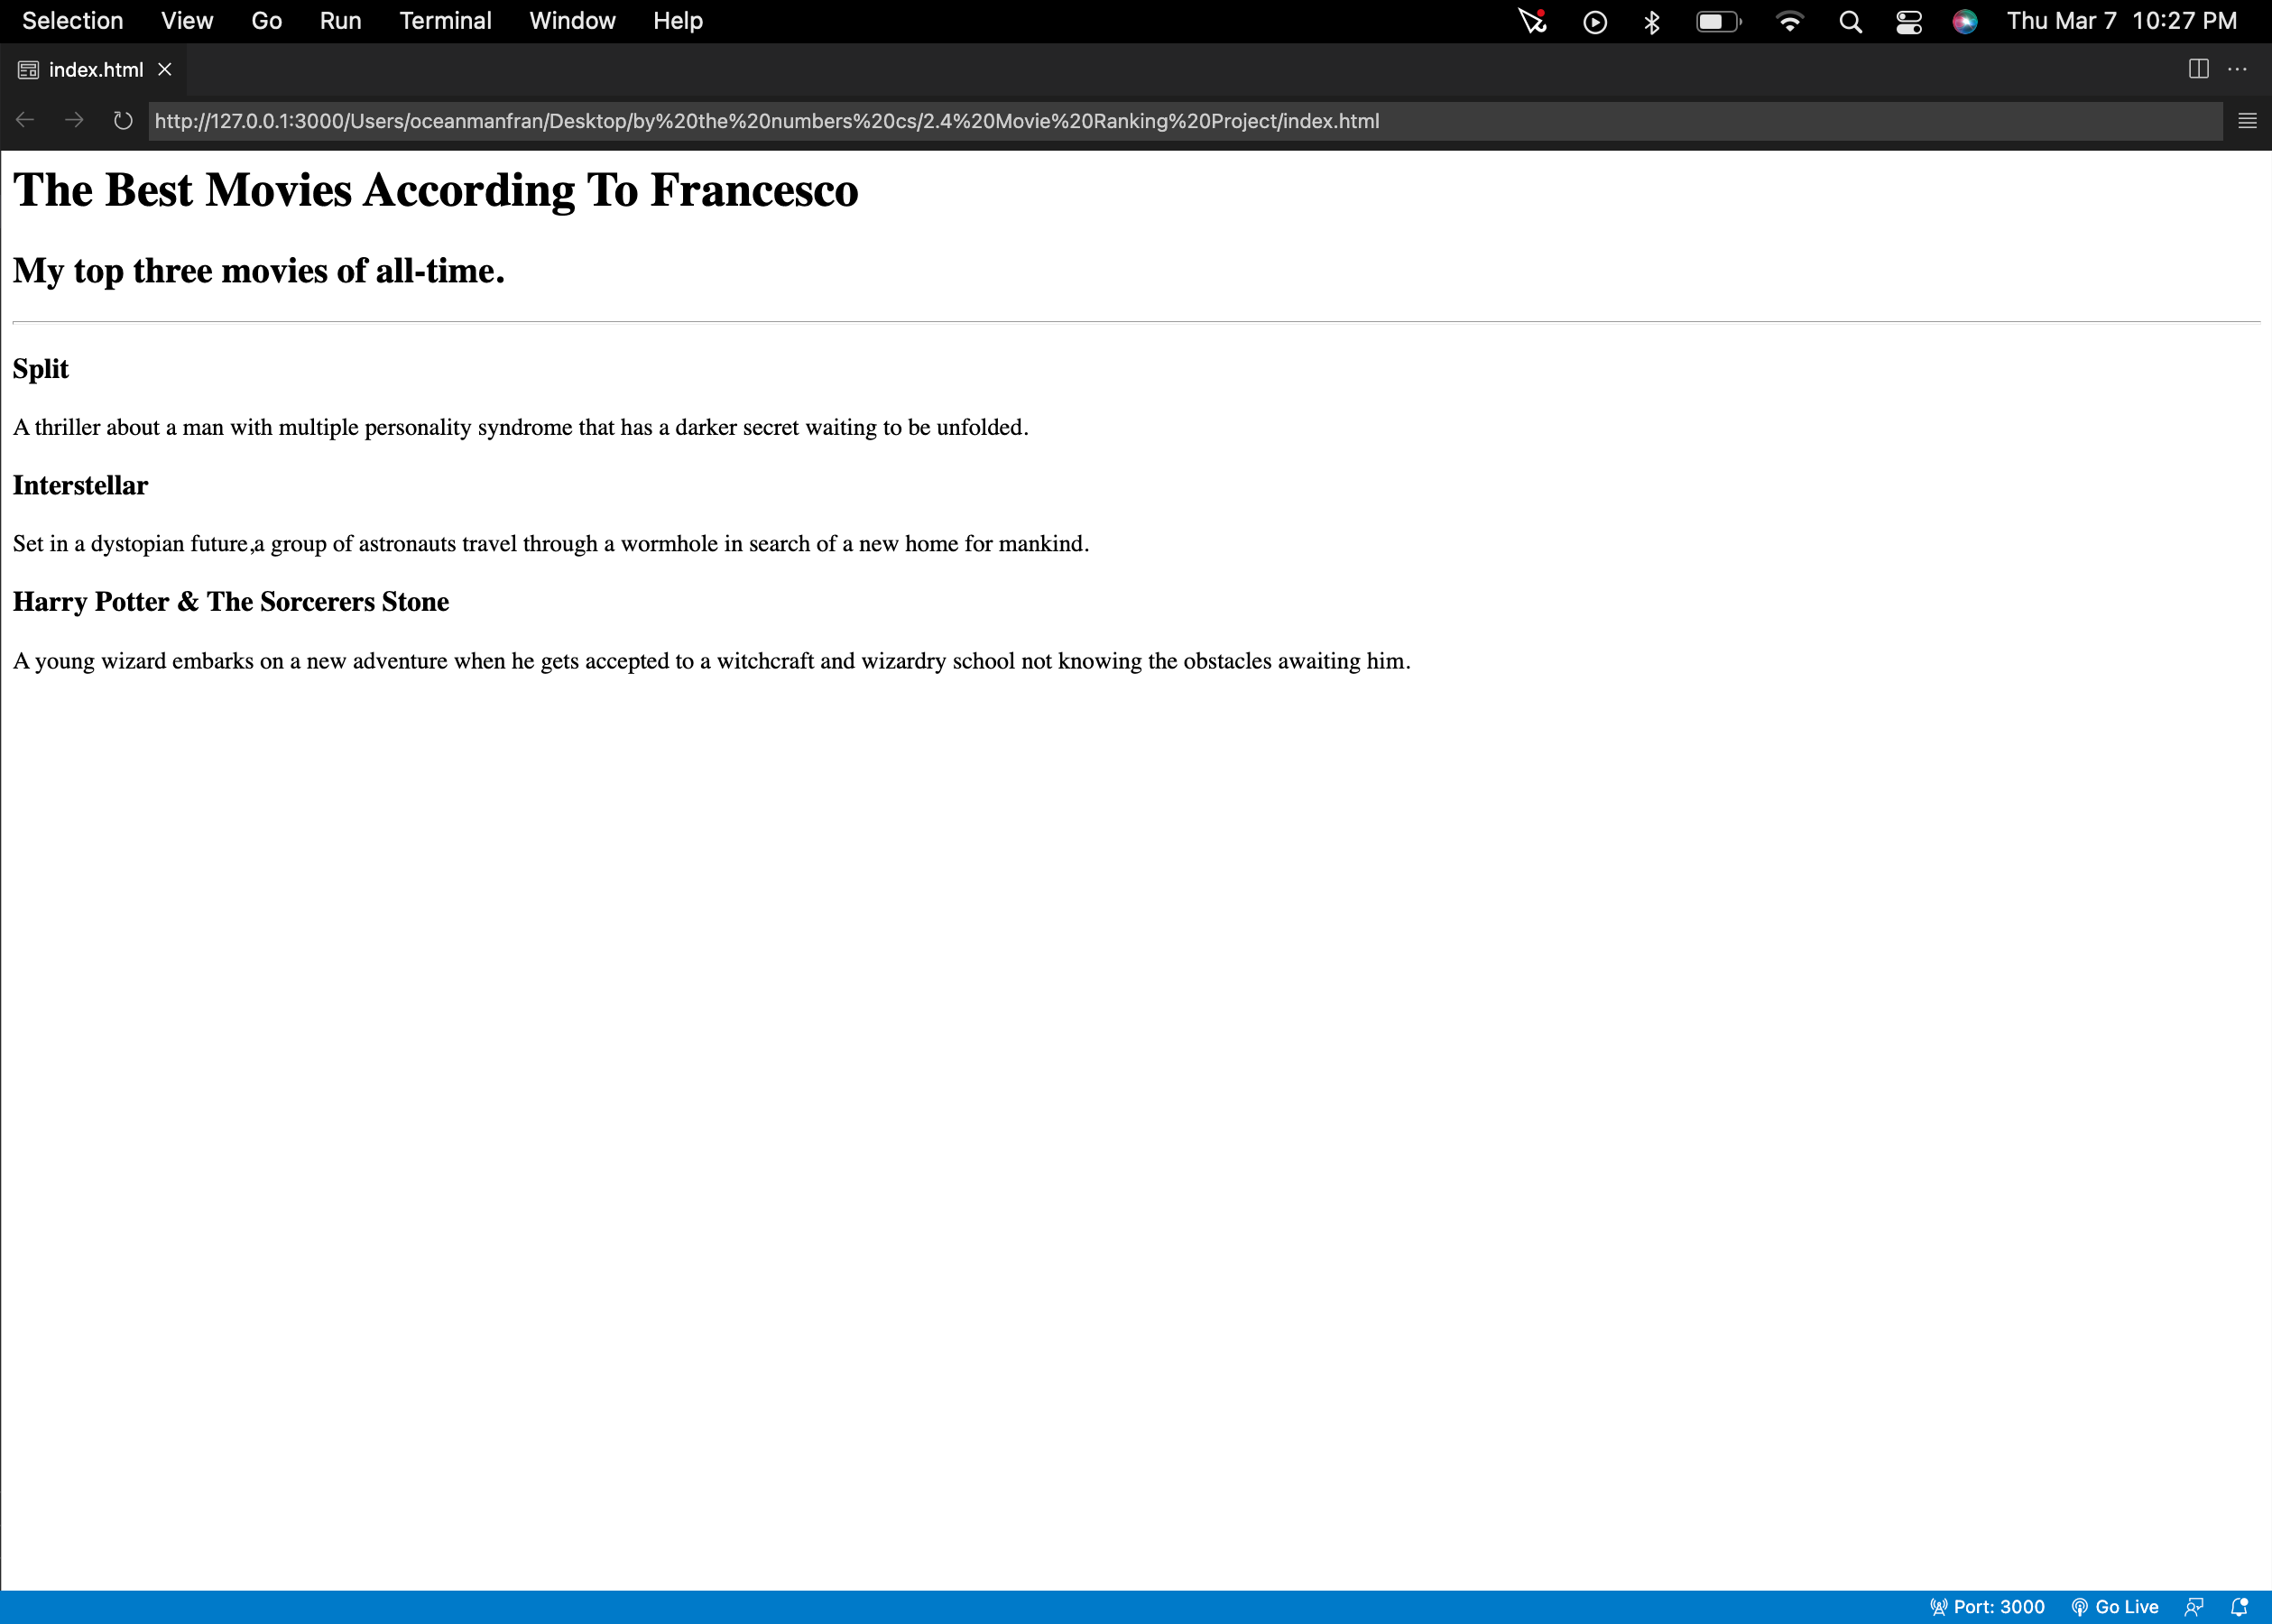 Selection View Go Run Terminal Window Help Thu Mar 7 10:27 PM
index.html
http://127.0.0.1:3000/Users/oceanmanfran/Desktop/by%20the%20numbers%20cs/2.4%20Movie%20Ranking%20Project/index.html
The Best Movies According To Francesco
My top three movies of all-time.
Split
A thriller about a man with multiple personality syndrome that has a darker secret waiting to be unfolded.
Interstellar
Set in a dystopian future,a group of astronauts travel through a wormhole in search of a new home for mankind.
Harry Potter & The Sorcerers Stone
A young wizard embarks on a new adventure when he gets accepted to a witchcraft and wizardry school not knowing the obstacles awaiting him.
Port: 3000 Go Live